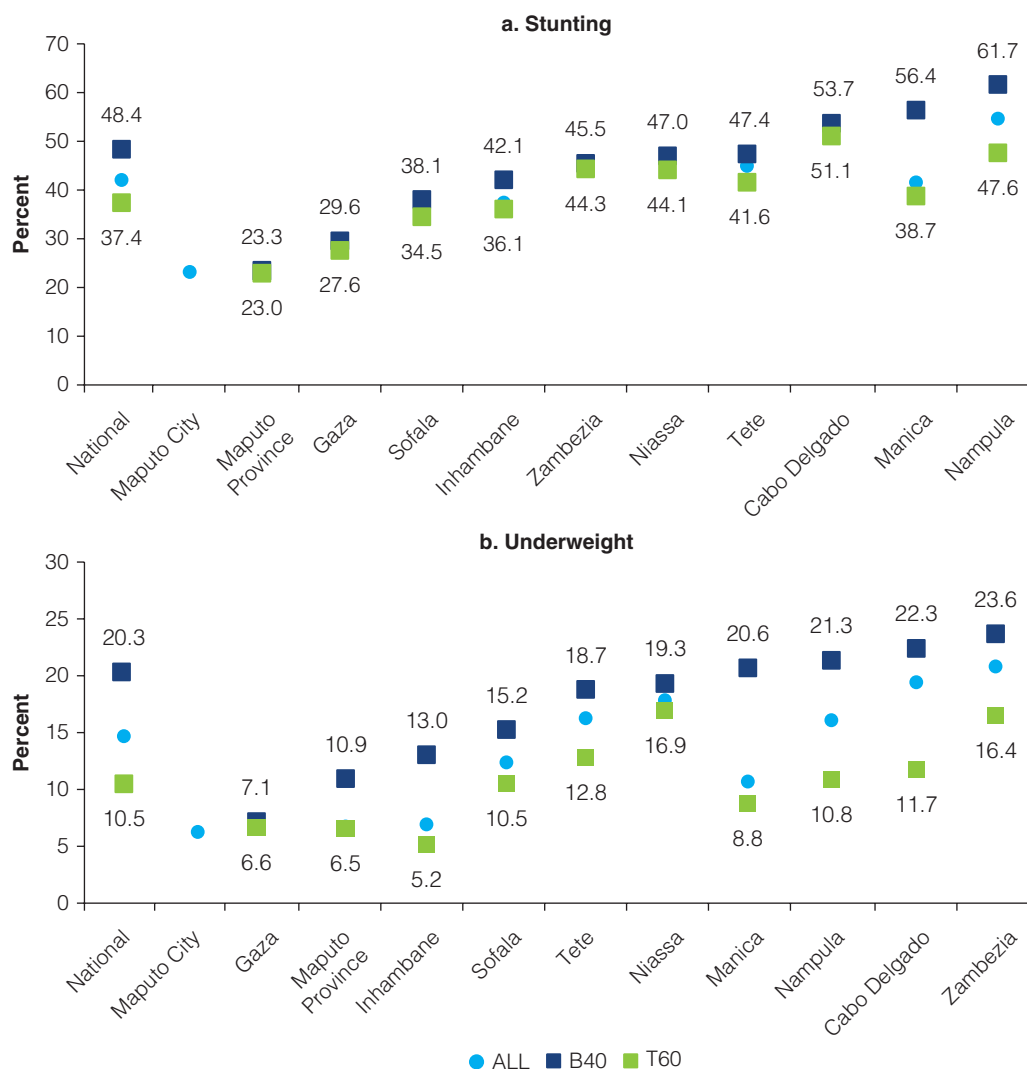 a. Stunting
Percent
70
60
50
40
30
20
10
0
48.4
37.4
23.3
23.0
29.6
27.6
38.1
34.5
42.1
36.1
45.5
44.3
47.0
44.1
47.4
41.6
53.7
51.1
56.4
38.7
61.7
47.6
National
Maputo City
Maputo
Province
Gaza
Sofala
Inhambane
Zambezia
Niassa
Tete
Cabo Delgado
Manica
Nampula
b. Underweight
Percent
30
25
20
15
10
5
0
20.3
10.5
7.1
6.6
10.9
6.5
13.0
5.2
15.2
10.5
18.7
12.8
19.3
16.9
20.6
8.8
21.3
10.8
22.3
11.7
23.6
16.4
National
Maputo City
Gaza
Maputo
Province
Inhambane
Sofala
Tete
Niassa
Manica
Nampula
Cabo Delgado
Zambezia
ALL B40 T60